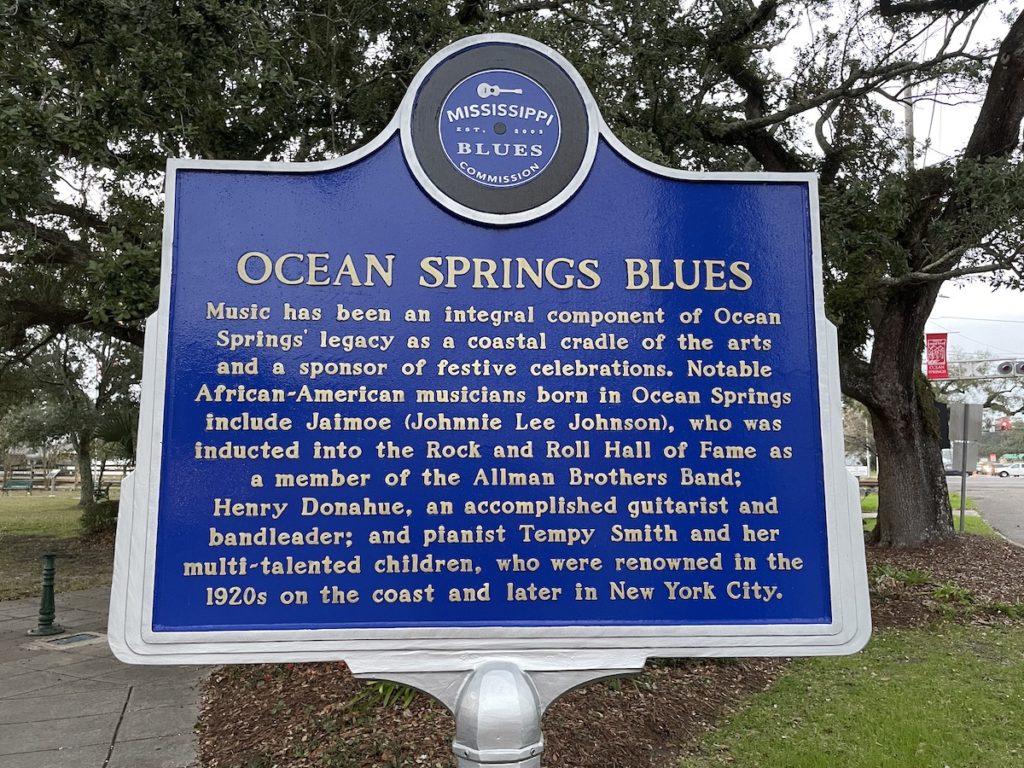 MISSISSIPPI
EST. 2005
BLUES
COMMISSION
OCEAN SPRINGS BLUES
Music has been an integral component of Ocean
Springs' legacy as a coastal cradle of the arts
and a sponsor of festive celebrations. Notable
African-American musicians born in Ocean Springs
include Jaimoe (Johnnie Lee Johnson), who was
inducted into the Rock and Roll Hall of Fame as
a member of the Allman Brothers Band;
Henry Donahue, an accomplished guitarist and
bandleader; and pianist Tempy Smith and her
multi-talented children, who were renowned in the
1920s on the coast and later in New York City.
OCEAN
SPRINGS